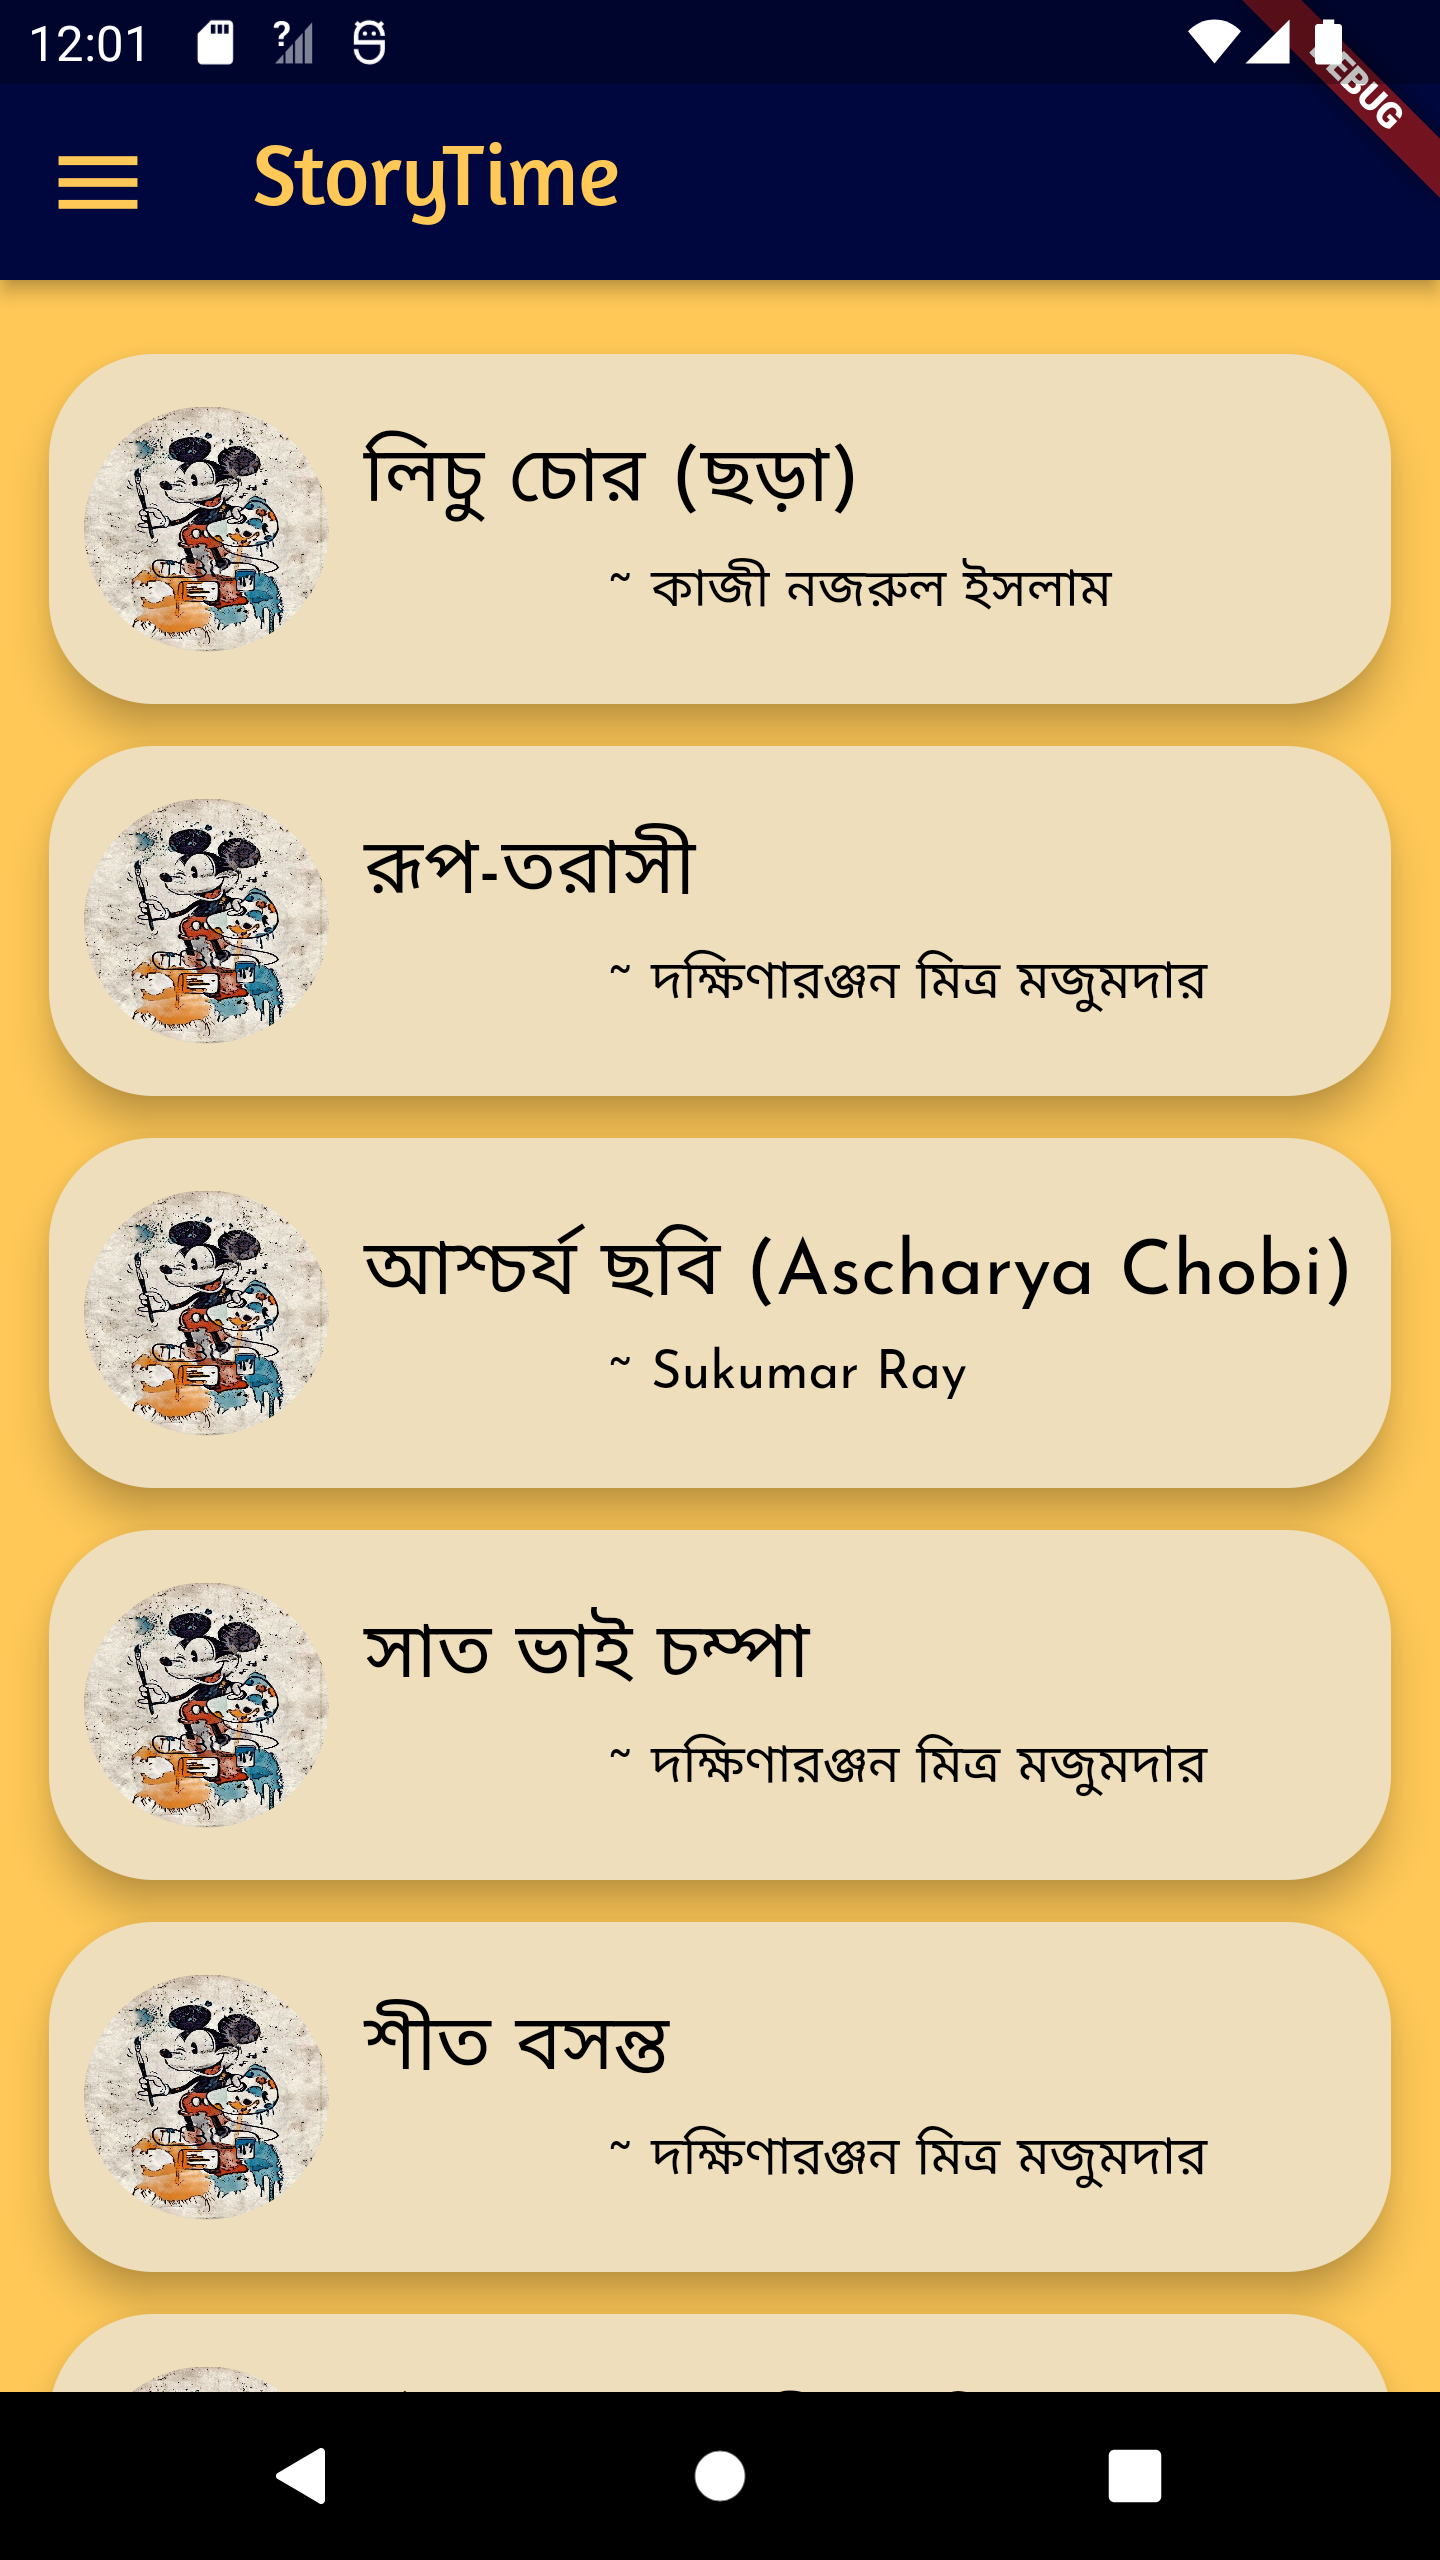 12:01
DEBUG
StoryTime
লিচু চোর (ছড়া)
~ কাজী নজরুল ইসলাম
রূপ-তরাসী
~ দক্ষিণারঞ্জন মিত্র মজুমদার
আশ্চর্য ছবি (Ascharya Chobi)
~ Sukumar Ray
সাত ভাই চম্পা
~ দক্ষিণারঞ্জন মিত্র মজুমদার
শীত বসন্ত
~ দক্ষিণারঞ্জন মিত্র মজুমদার